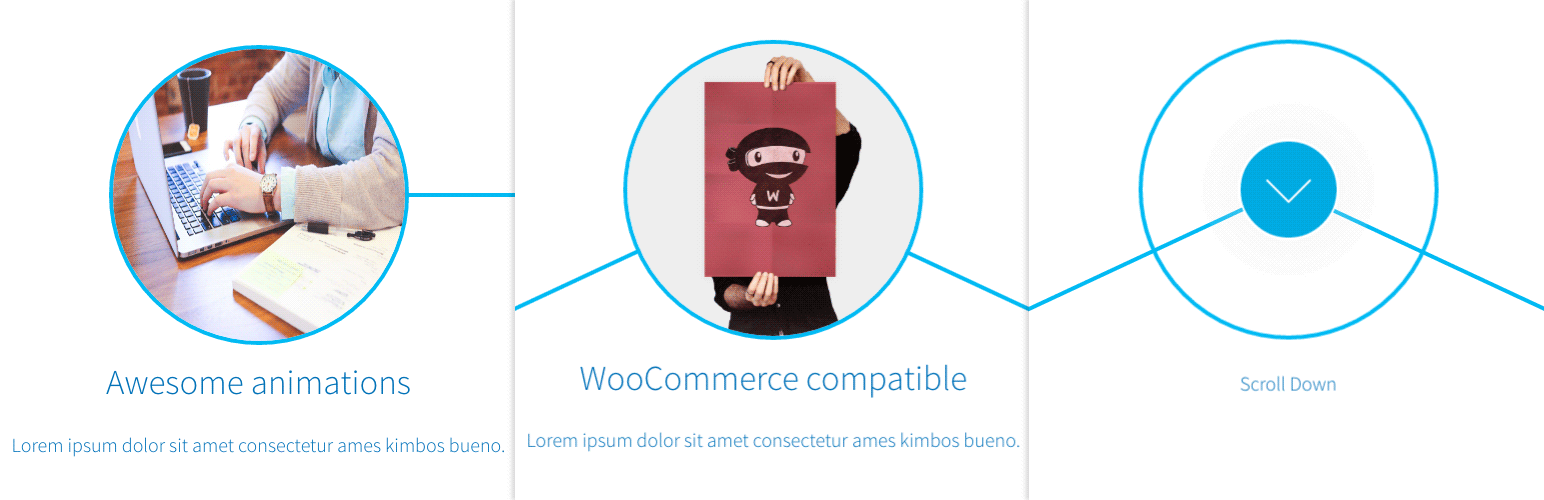 W
Awesome animations
Lorem ipsum dolor sit amet consectetur ames kimbos bueno.
WooCommerce compatible
Lorem ipsum dolor sit amet consectetur ames kimbos bueno.
Scroll Down